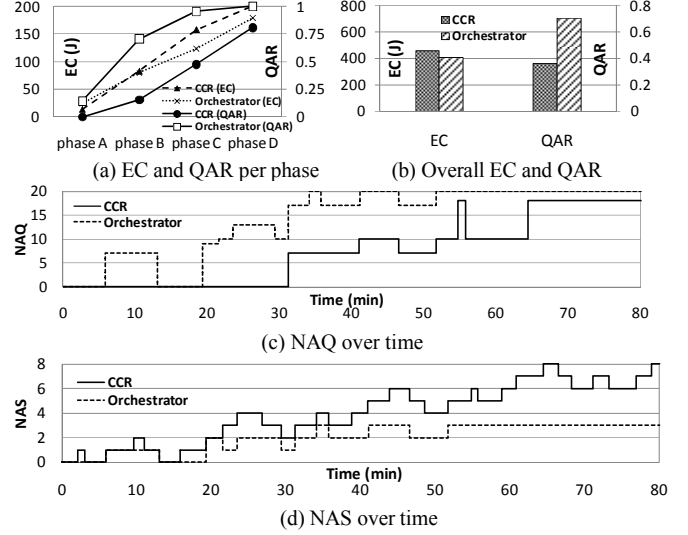 200
150
100
50
0
EC (J)
1
0.75
0.5
0.25
0
QAR
CCR (EC)
Orchestrator (EC)
CCR (QAR)
Orchestrator (QAR)
phase A phase B phase C phase D
(a) EC and QAR per phase
800
600
400
200
0
EC (J)
0.8
0.6
0.4
0.2
0
QAR
CCR
Orchestrator
EC QAR
(b) Overall EC and QAR
20
15
10
5
0
NAQ
CCR
Orchestrator
Time (min)
0 10 20 30 40 50 60 70 80
(c) NAQ over time
8
6
4
2
0
NAS
CCR
Orchestrator
Time (min)
0 10 20 30 40 50 60 70 80
(d) NAS over time